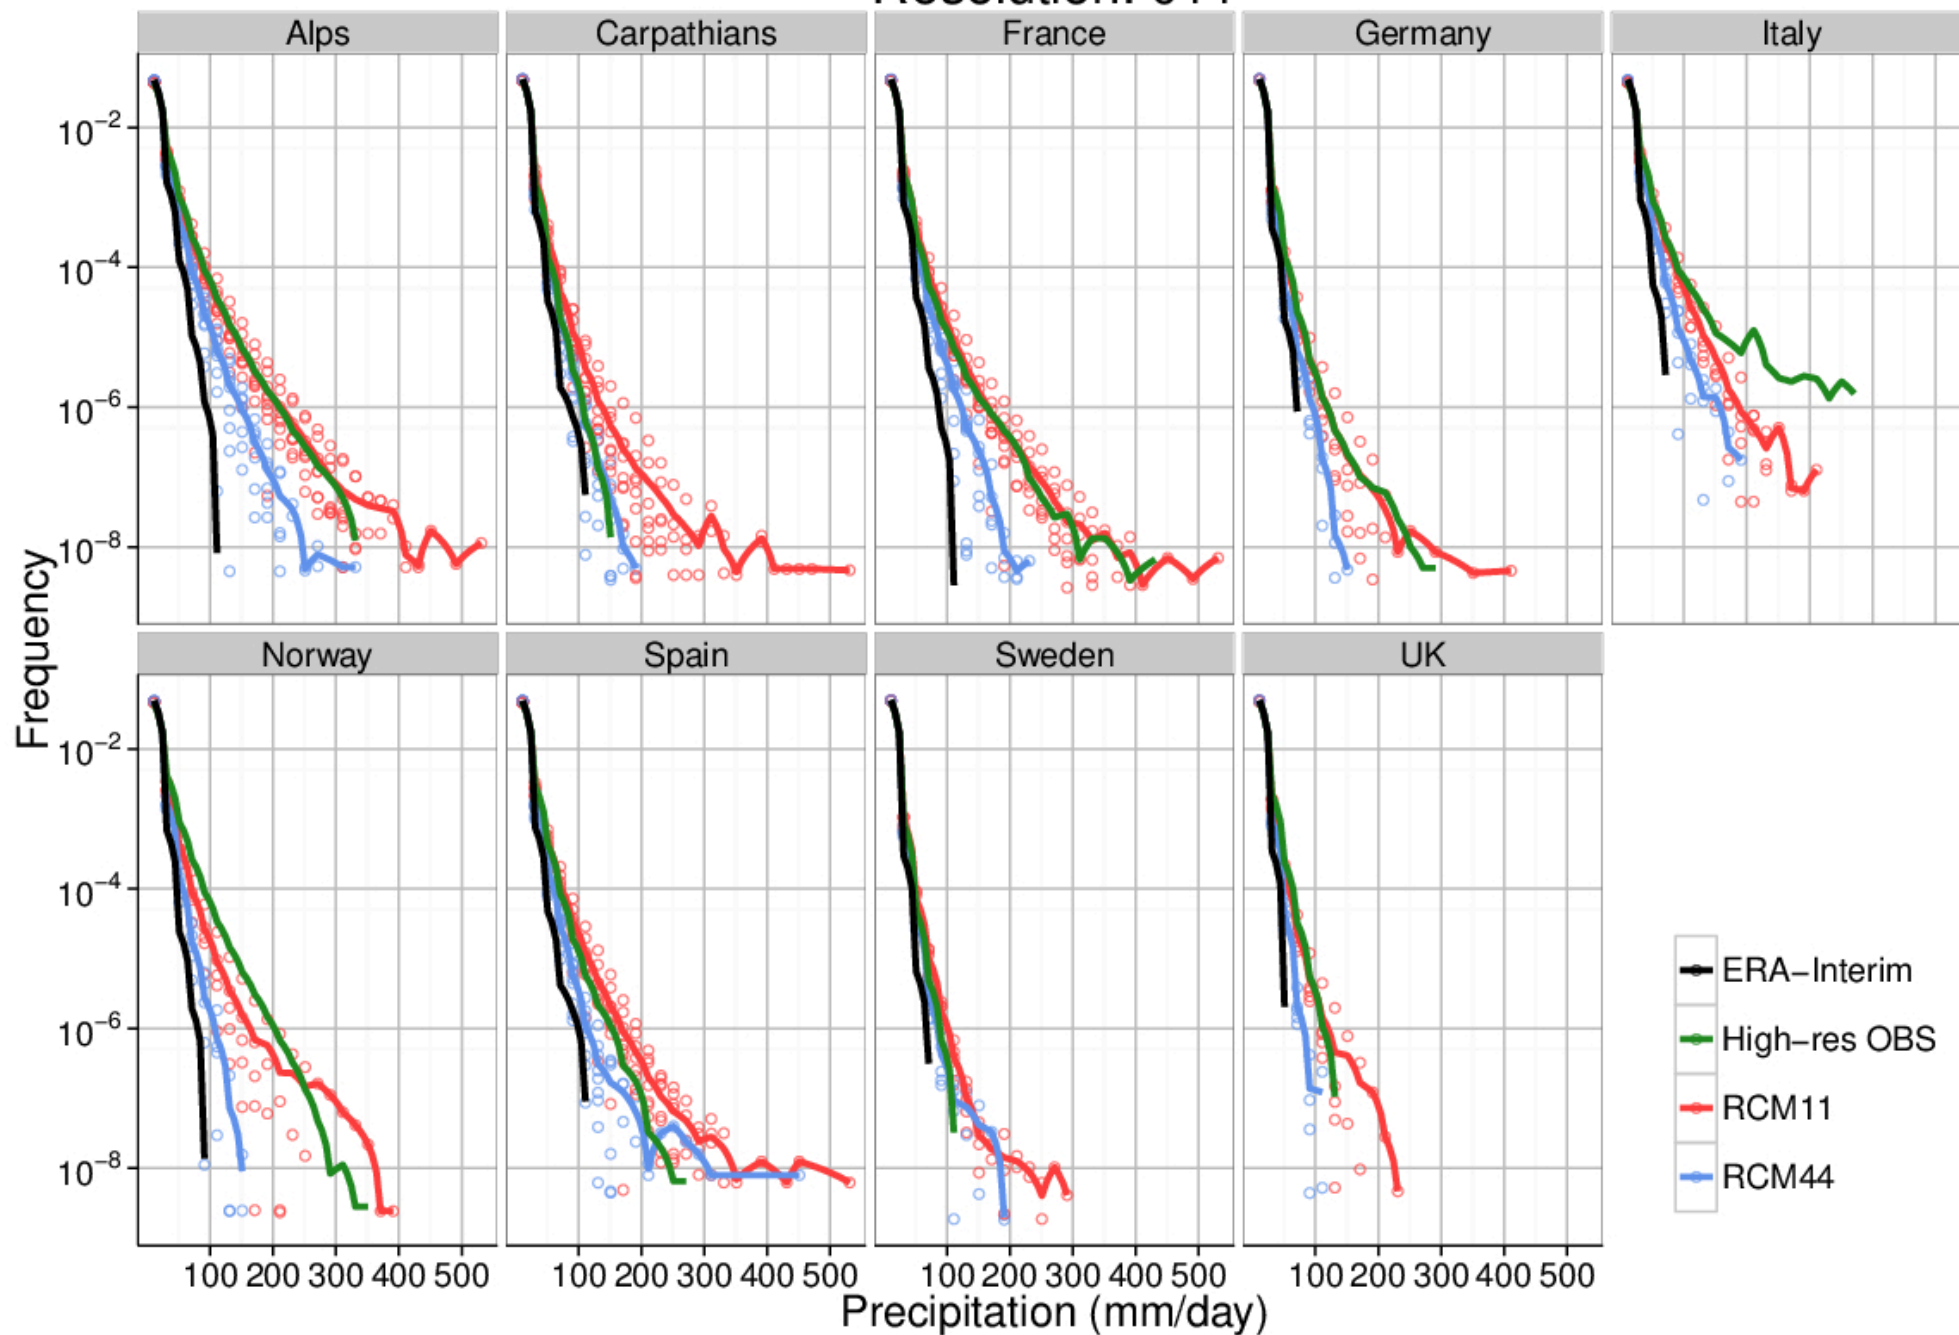 Alps Carpathians France Germany Italy
10−2
10−4
10−6
10−8
Norway Spain Sweden UK
10−2
10−4
10−6
10−8
Frequency
100 200 300 400 500 100 200 300 400 500 100 200 300 400 500 100 200 300 400 500
Precipitation (mm/day)
ERA−Interim
High−res OBS
RCM11
RCM44